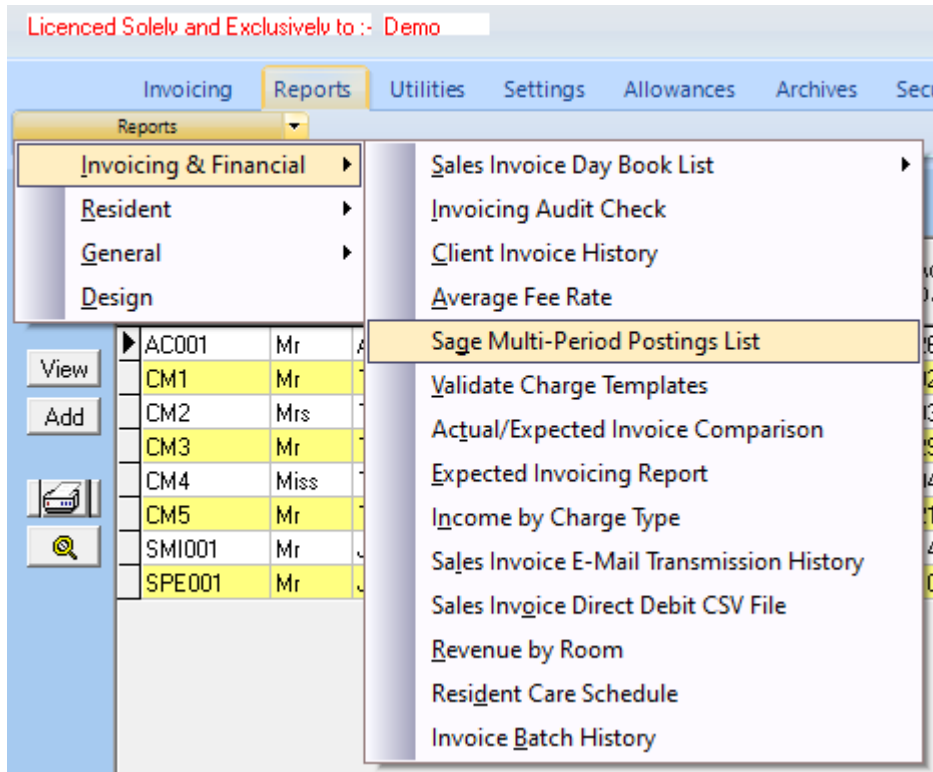 Licenced Solely and Exclusively to :- Demo
Invoicing Reports Utilities Settings Allowances Archives
Reports
Invoicing & Financial
Resident
General
Design
Sales Invoice Day Book List
Invoicing Audit Check
Client Invoice History
Average Fee Rate
Sage Multi-Period Postings List
Validate Charge Templates
Actual/Expected Invoice Comparison
Expected Invoicing Report
Income by Charge Type
Sales Invoice E-Mail Transmission History
Sales Invoice Direct Debit CSV File
Revenue by Room
Resident Care Schedule
Invoice Batch History
View
Add
AC001 Mr
CM1 Mr
CM2 Mrs
CM3 Mr
CM4 Miss
CM5 Mr
SMI001 Mr
SPE001 Mr